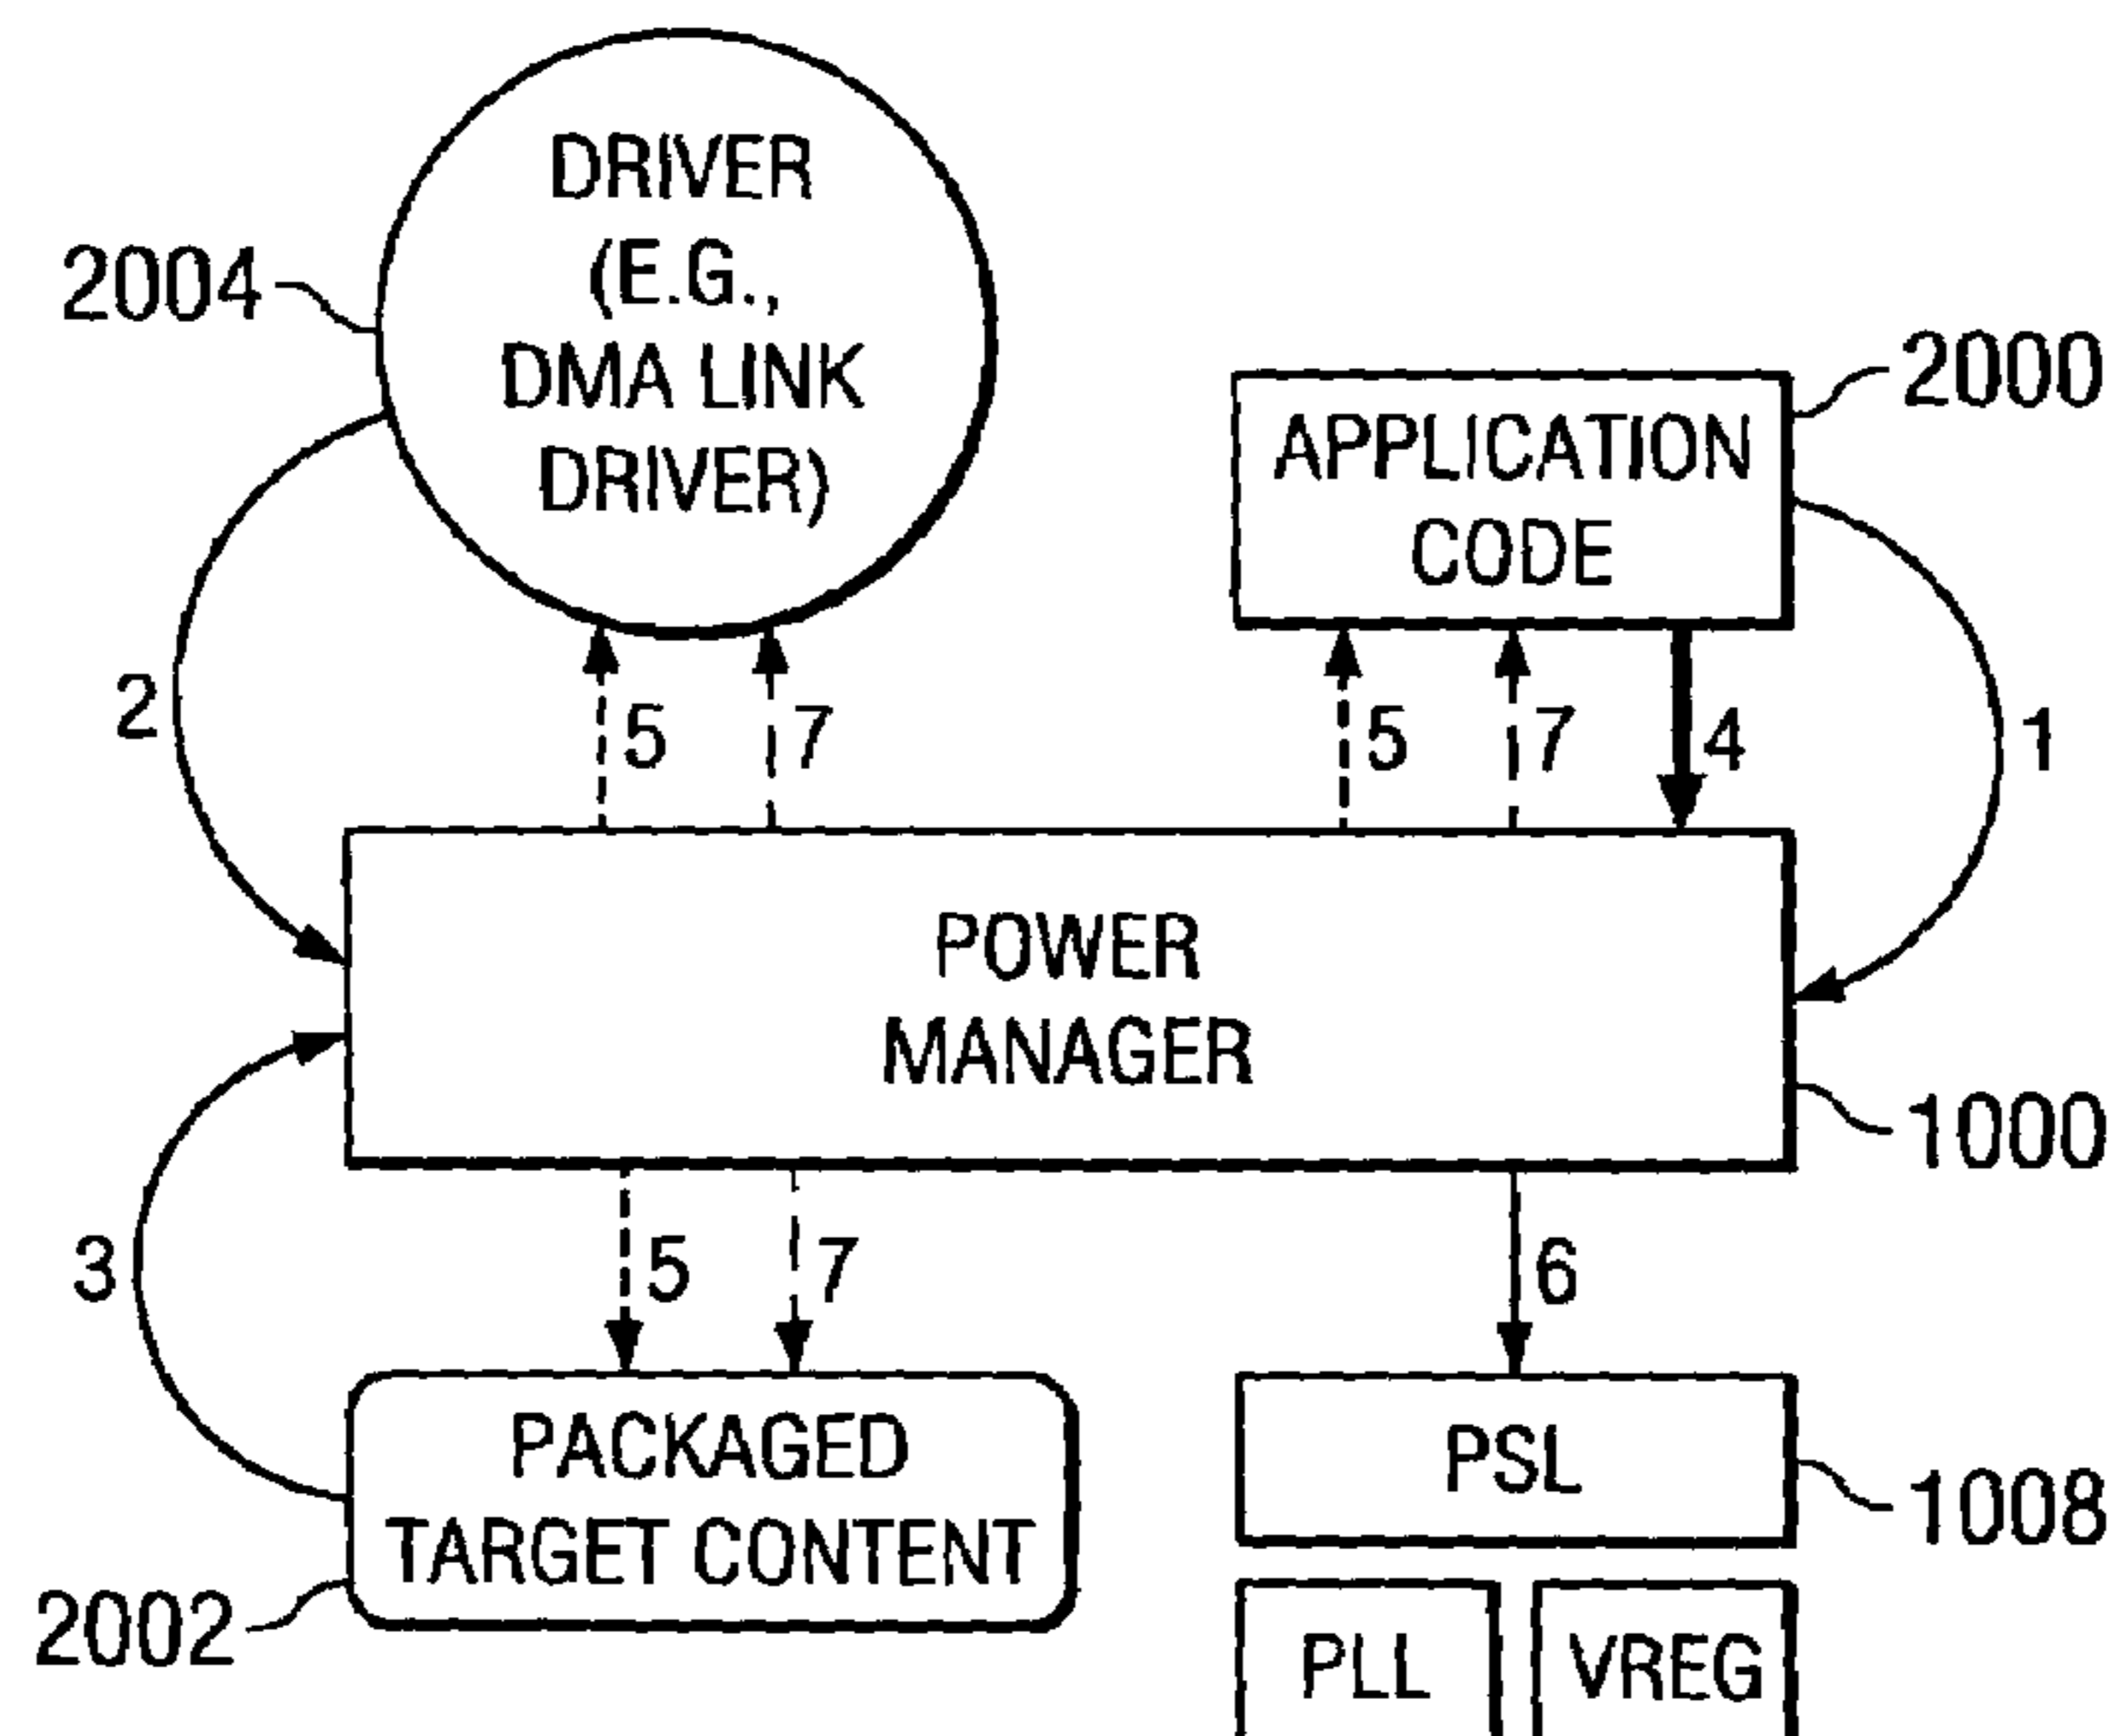 DRIVER
(E.G.,
DMA LINK
DRIVER)
2004
2000
APPLICATION
CODE
2
5
7
5
7
4
1
POWER
MANAGER
1000
3
5
7
6
PACKAGED
TARGET CONTENT
2002
PSL
1008
PLL
VREG